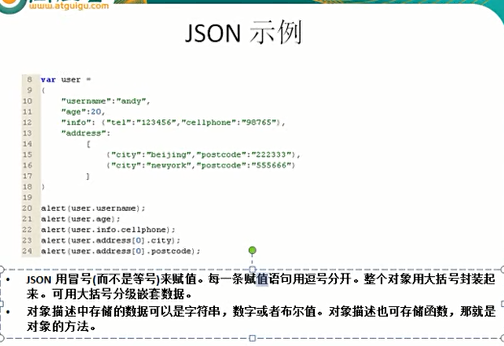 www.atguigu.com
JSON 示例
8 var user =
9 {
10 "username":"andy",
11 "age":20,
12 "info": {"tel":"123456","cellphone":"98765"},
13 "address":
14 [
15 {"city":"beijing","postcode":"222333"},
16 {"city":"newyork","postcode":"555666"}
17 ]
18 }
19
20 alert(user.username);
21 alert(user.age);
22 alert(user.info.cellphone);
23 alert(user.address[0].city);
24 alert(user.address[0].postcode);
• JSON 用冒号(而不是等号)来赋值。每一条赋值语句用逗号分开。整个对象用大括号封装起
来。可用大括号分级嵌套数据。
• 对象描述中存储的数据可以是字符串，数字或者布尔值。对象描述也可存储函数，那就是
对象的方法。